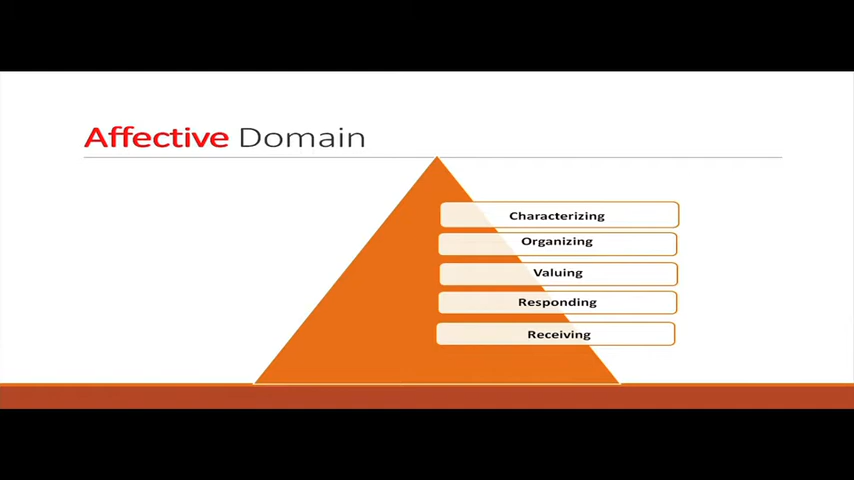 Affective Domain
Characterizing
Organizing
Valuing
Responding
Receiving